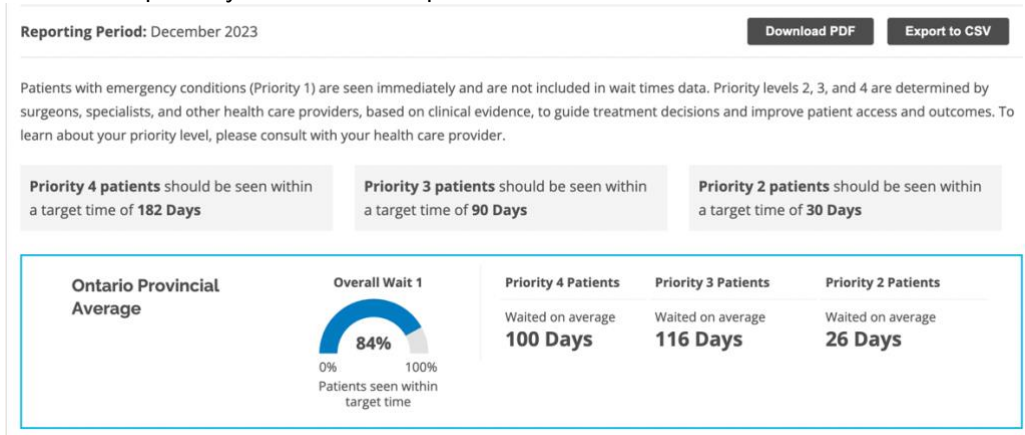 Reporting Period: December 2023
Download PDF
Export to CSV
Patients with emergency conditions (Priority 1) are seen immediately and are not included in wait times data. Priority levels 2, 3, and 4 are determined by
surgeons, specialists, and other health care providers, based on clinical evidence, to guide treatment decisions and improve patient access and outcomes. To
learn about your priority level, please consult with your health care provider.
Priority 4 patients should be seen within
a target time of 182 Days
Priority 3 patients should be seen within
a target time of 90 Days
Priority 2 patients should be seen within
a target time of 30 Days
Ontario Provincial
Average
Overall Wait 1
84%
0%
100%
Patients seen within
target time
Priority 4 Patients
Waited on average
100 Days
Priority 3 Patients
Waited on average
116 Days
Priority 2 Patients
Waited on average
26 Days